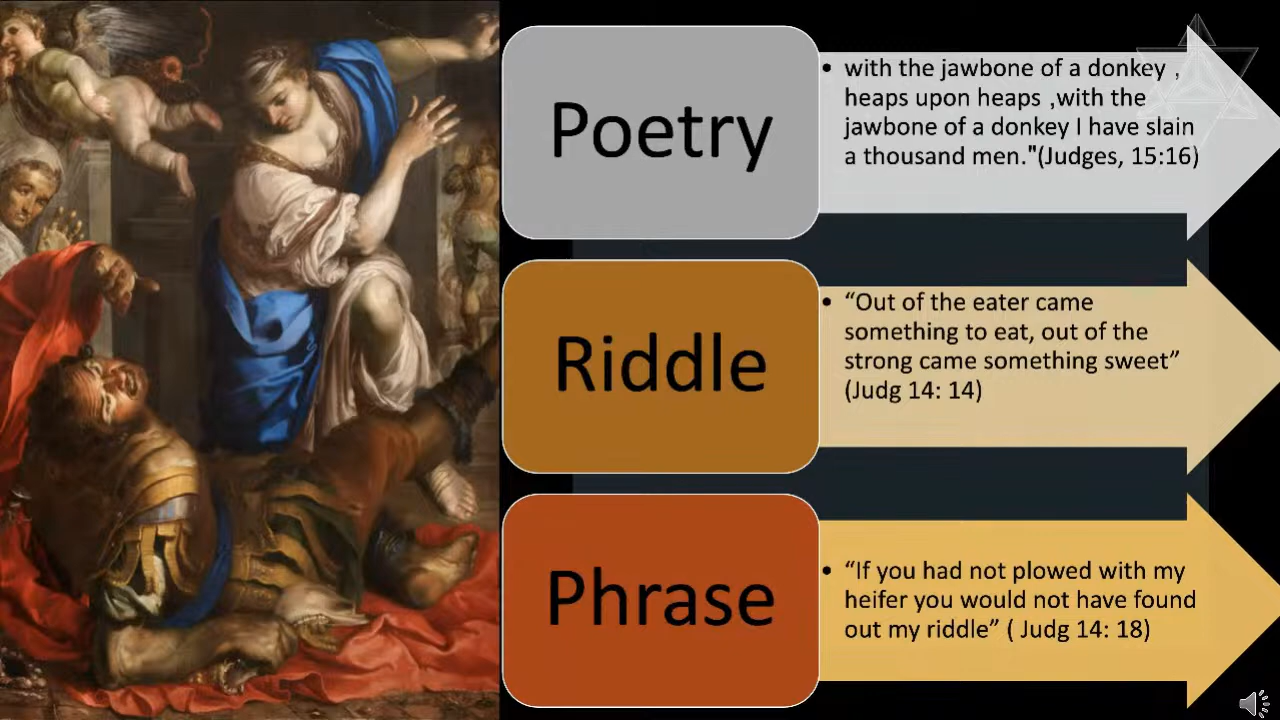 Poetry
• with the jawbone of a donkey ,
heaps upon heaps ,with the
jawbone of a donkey I have slain
a thousand men."(Judges, 15:16)
Riddle
• “Out of the eater came
something to eat, out of the
strong came something sweet”
(Judg 14: 14)
Phrase
• “If you had not plowed with my
heifer you would not have found
out my riddle” ( Judg 14: 18)